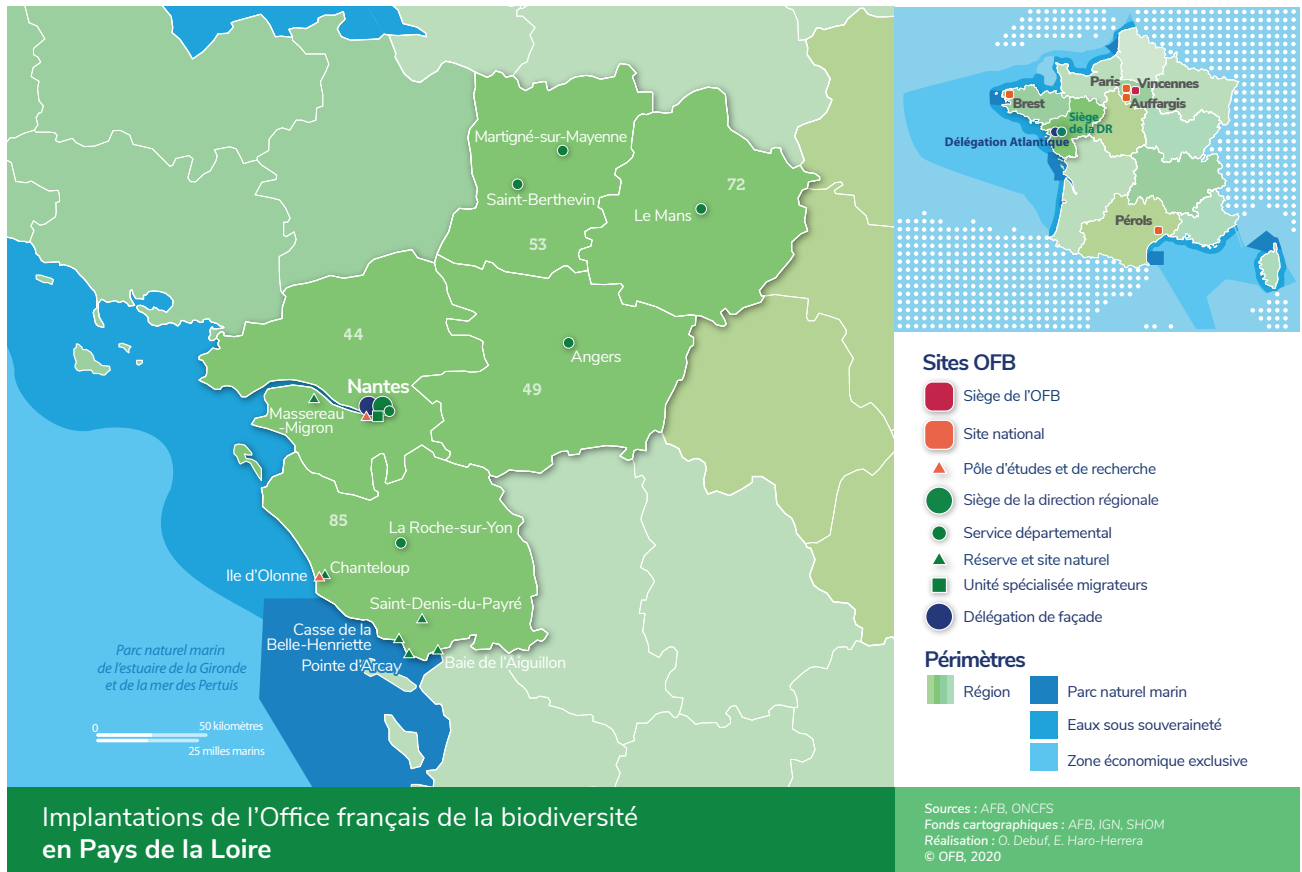 Martigné-sur-Mayenne
Saint-Berthevin
53
72
Le Mans
44
Angers
49
Nantes
Massereau
-Migron
85
La Roche-sur-Yon
Ile d'Olonne
Chanteloup
Saint-Denis-du-Payré
Casse de la
Belle-Henriette
Pointe d'Arcay
Baie de l'Aiguillon
Parc naturel marin
de l'estuaire de la Gironde
et de la mer des Pertuis
0
50 kilomètres
25 milles marins
Paris
Vincennes
Auffargis
Brest
Siège
de la DR
Délégation Atlantique
Pérols
Sites OFB
Siège de l'OFB
Site national
Pôle d'études et de recherche
Siège de la direction régionale
Service départemental
Réserve et site naturel
Unité spécialisée migrateurs
Délégation de façade
Périmètres
Région
Parc naturel marin
Eaux sous souveraineté
Zone économique exclusive
Implantations de l'Office français de la biodiversité
en Pays de la Loire
Sources : AFB, ONCFS
Fonds cartographiques : AFB, IGN, SHOM
Réalisation : O. Debuf, E. Haro-Herrera
© OFB, 2020